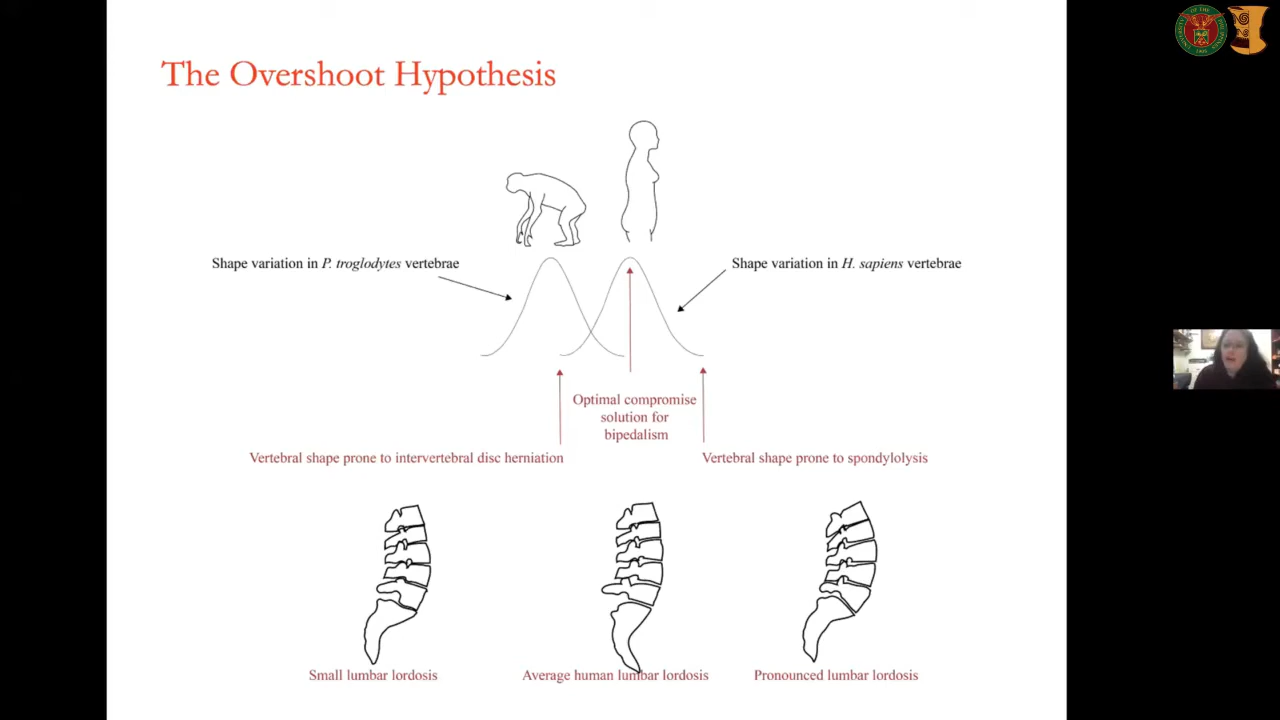 The Overshoot Hypothesis
Shape variation in P. troglodytes vertebrae
Shape variation in H. sapiens vertebrae
Optimal compromise
solution for
bipedalism
Vertebral shape prone to intervertebral disc herniation
Vertebral shape prone to spondylolysis
Small lumbar lordosis
Average human lumbar lordosis
Pronounced lumbar lordosis